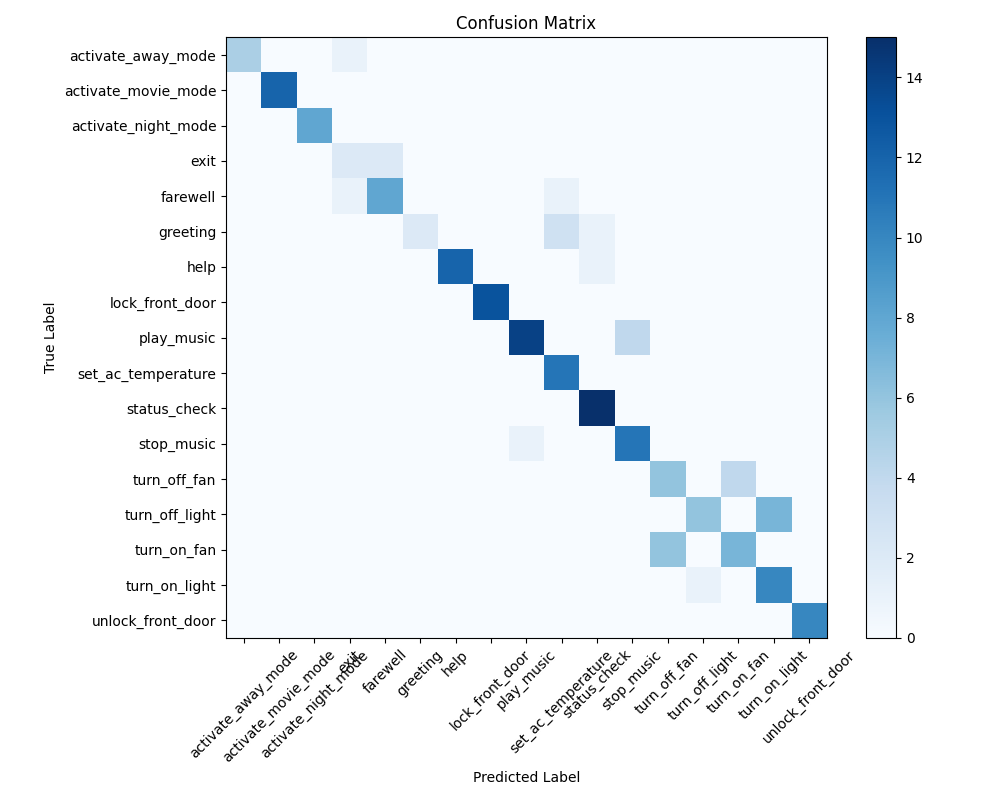 Confusion Matrix
True Label
activate_away_mode
activate_movie_mode
activate_night_mode
exit
farewell
greeting
help
lock_front_door
play_music
set_ac_temperature
status_check
stop_music
turn_off_fan
turn_off_light
turn_on_fan
turn_on_light
unlock_front_door
activate_away_mode
activate_movie_mode
activate_night_mode
exit
farewell
greeting
help
lock_front_door
play_music
set_ac_temperature
status_check
stop_music
turn_off_fan
turn_off_light
turn_on_fan
turn_on_light
unlock_front_door
Predicted Label
14
12
10
8
6
4
2
0